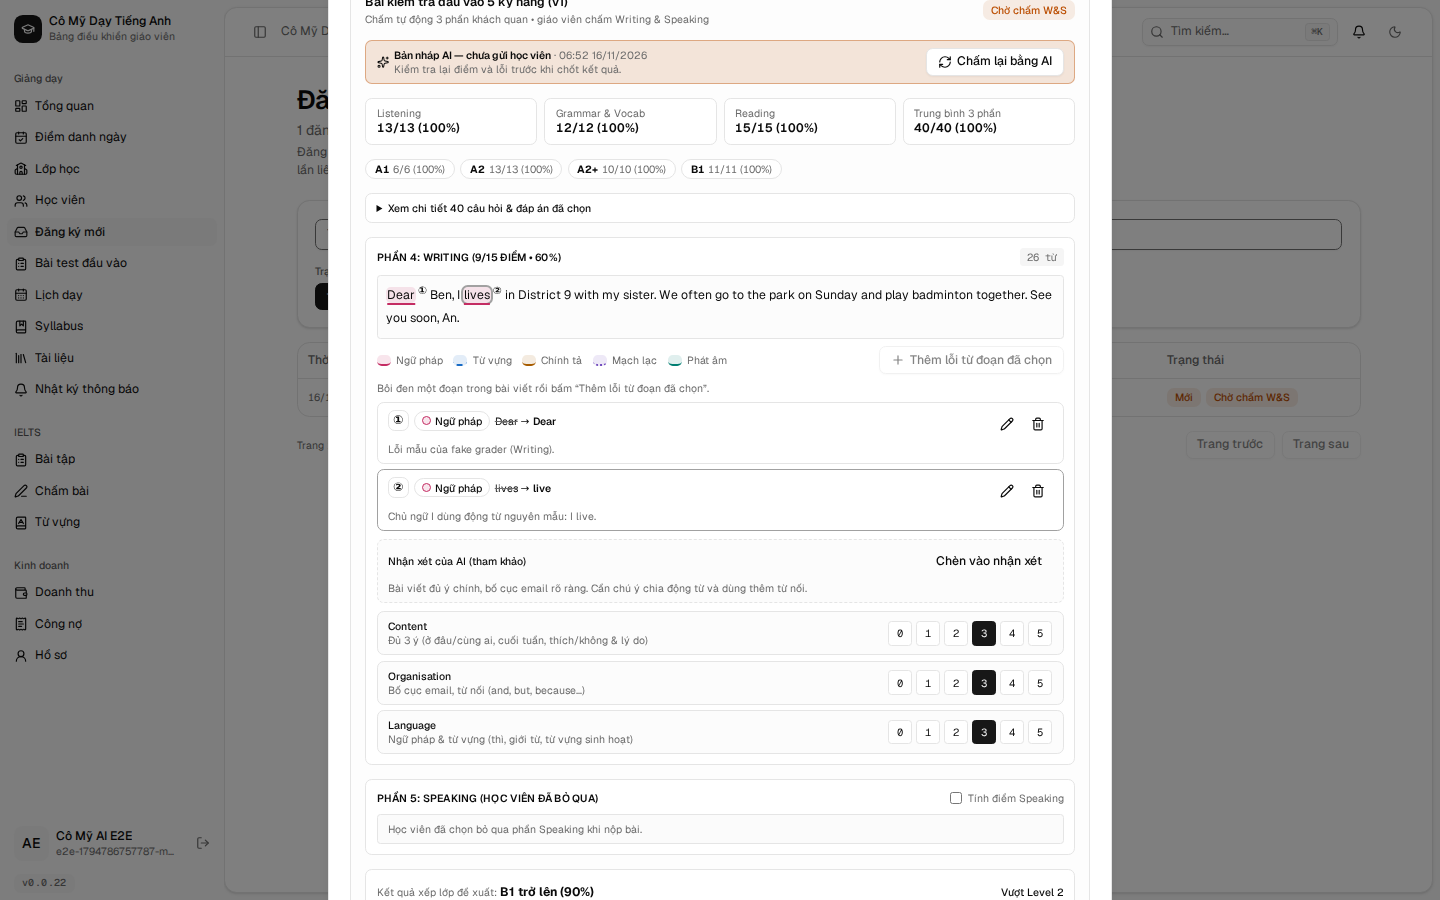 Cô Mỹ Dạy Tiếng Anh
Bảng điều khiển giáo viên
Giảng dạy
Tổng quan
Điểm danh ngày
Lớp học
Học viên
Đăng ký mới
Bài test đầu vào
Lịch dạy
Syllabus
Tài liệu
Nhật ký thông báo
IELTS
Bài tập
Chấm bài
Từ vựng
Kinh doanh
Doanh thu
Công nợ
Hồ sơ
AE
Cô Mỹ AI E2E
e2e-1794786757787-m...
v0.0.22
Cô Mỹ D
Tìm kiếm...
⌘K
Đă
1 đăn
Đăng
lần liê
Trạ
Thờ
Trạng thái
16/1
Mới
Chờ chấm W&S
Trang
Trang trước
Trang sau
Bài kiểm tra đầu vào 5 kỹ năng (V1)
Chấm tự động 3 phần khách quan • giáo viên chấm Writing & Speaking
Chờ chấm W&S
Bản nháp AI — chưa gửi học viên · 06:52 16/11/2026
Kiểm tra lại điểm và lỗi trước khi chốt kết quả.
Chấm lại bằng AI
Listening
13/13 (100%)
Grammar & Vocab
12/12 (100%)
Reading
15/15 (100%)
Trung bình 3 phần
40/40 (100%)
A1 6/6 (100%)
A2 13/13 (100%)
A2+ 10/10 (100%)
B1 11/11 (100%)
▶ Xem chi tiết 40 câu hỏi & đáp án đã chọn
PHẦN 4: WRITING (9/15 ĐIỂM • 60%)
26 từ
Dear ① Ben, I lives ② in District 9 with my sister. We often go to the park on Sunday and play badminton together. See
you soon, An.
Ngữ pháp
Từ vựng
Chính tả
Mạch lạc
Phát âm
Thêm lỗi từ đoạn đã chọn
Bôi đen một đoạn trong bài viết rồi bấm “Thêm lỗi từ đoạn đã chọn”.
① Ngữ pháp Dear → Dear
Lỗi mẫu của fake grader (Writing).
② Ngữ pháp lives → live
Chủ ngữ I dùng động từ nguyên mẫu: I live.
Nhận xét của AI (tham khảo)
Chèn vào nhận xét
Bài viết đủ ý chính, bố cục email rõ ràng. Cần chú ý chia động từ và dùng thêm từ nối.
Content
Đủ 3 ý (ở đâu/cùng ai, cuối tuần, thích/không & lý do)
0 1 2 3 4 5
Organisation
Bố cục email, từ nối (and, but, because...)
0 1 2 3 4 5
Language
Ngữ pháp & từ vựng (thì, giới từ, từ vựng sinh hoạt)
0 1 2 3 4 5
PHẦN 5: SPEAKING (HỌC VIÊN ĐÃ BỎ QUA)
Tính điểm Speaking
Học viên đã chọn bỏ qua phần Speaking khi nộp bài.
Kết quả xếp lớp đề xuất: B1 trở lên (90%)
Vượt Level 2